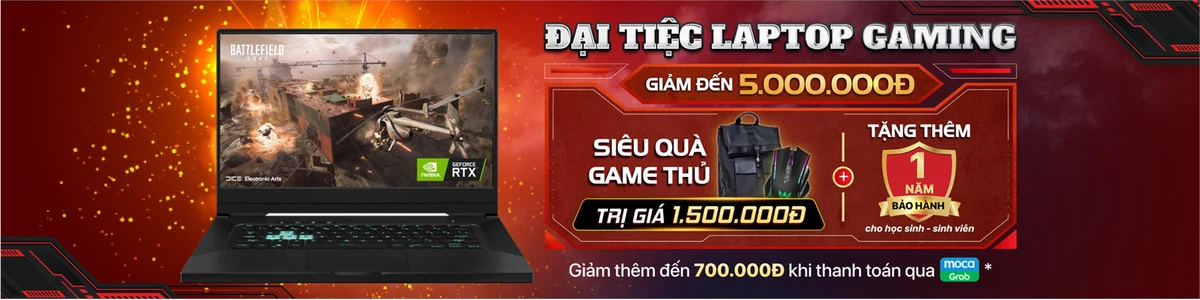 ĐẠI TIỆC LAPTOP GAMING
GIẢM ĐẾN 5.000.000Đ
SIÊU QUÀ
GAME THỦ
TRỊ GIÁ 1.500.000Đ
+
TẶNG THÊM
1
NĂM
BẢO HÀNH
cho học sinh - sinh viên
Giảm thêm đến 700.000Đ khi thanh toán qua moca Grab *
BATTLEFIELD
NVIDIA
GEFORCE
RTX
DICE Electronic Arts